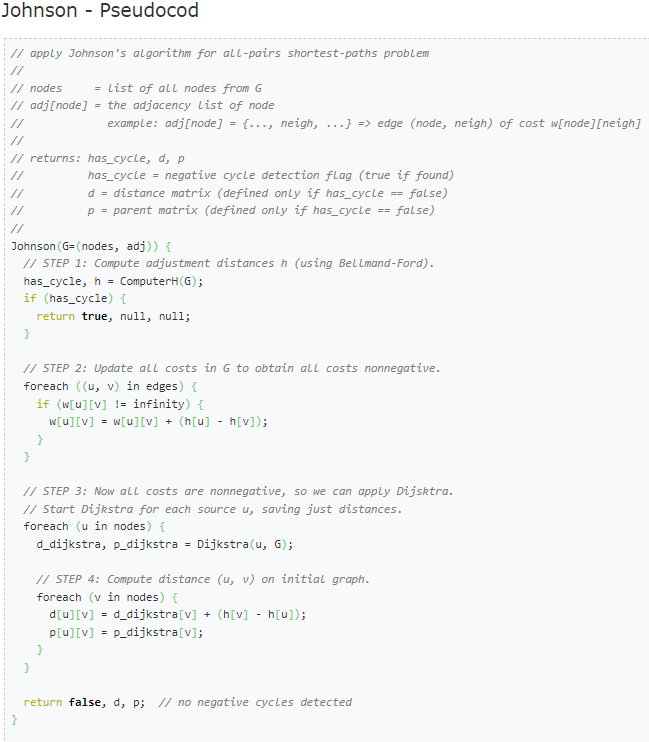 Johnson - Pseudocod
// apply Johnson's algorithm for all-pairs shortest-paths problem
//
// nodes     = list of all nodes from G
// adj[node] = the adjacency list of node
//             example: adj[node] = {..., neigh, ...} => edge (node, neigh) of cost w[node][neigh]
//
// returns: has_cycle, d, p
//          has_cycle = negative cycle detection flag (true if found)
//          d = distance matrix (defined only if has_cycle == false)
//          p = parent matrix (defined only if has_cycle == false)
//
Johnson(G=(nodes, adj)) {
  // STEP 1: Compute adjustment distances h (using Bellmand-Ford).
  has_cycle, h = ComputerH(G);
  if (has_cycle) {
    return true, null, null;
  }

  // STEP 2: Update all costs in G to obtain all costs nonnegative.
  foreach ((u, v) in edges) {
    if (w[u][v] != infinity) {
      w[u][v] = w[u][v] + (h[u] - h[v]);
    }
  }

  // STEP 3: Now all costs are nonnegative, so we can apply Dijsktra.
  // Start Dijkstra for each source u, saving just distances.
  foreach (u in nodes) {
    d_dijkstra, p_dijkstra = Dijkstra(u, G);

    // STEP 4: Compute distance (u, v) on initial graph.
    foreach (v in nodes) {
      d[u][v] = d_dijkstra[v] + (h[v] - h[u]);
      p[u][v] = p_dijkstra[v];
    }
  }

  return false, d, p;  // no negative cycles detected
}